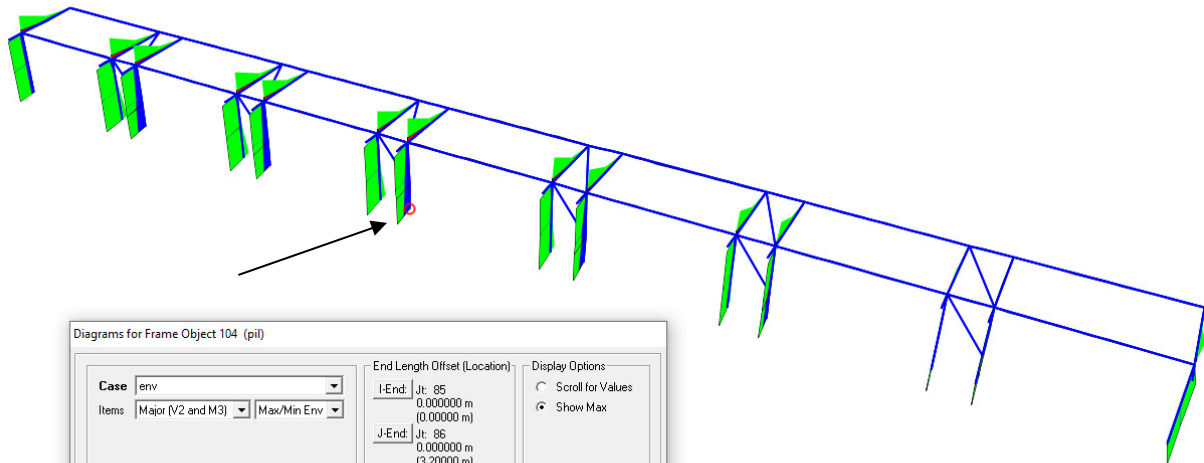 Diagrams for Frame Object 104 (pil)
Case env
Items Major (V2 and M3) Max/Min Env
End Length Offset (Location)
I-End: Jt: 85
0.000000 m
(0.00000 m)
J-End: Jt: 86
0.000000 m
(3.20000 m)
Display Options
Scroll for Values
Show Max